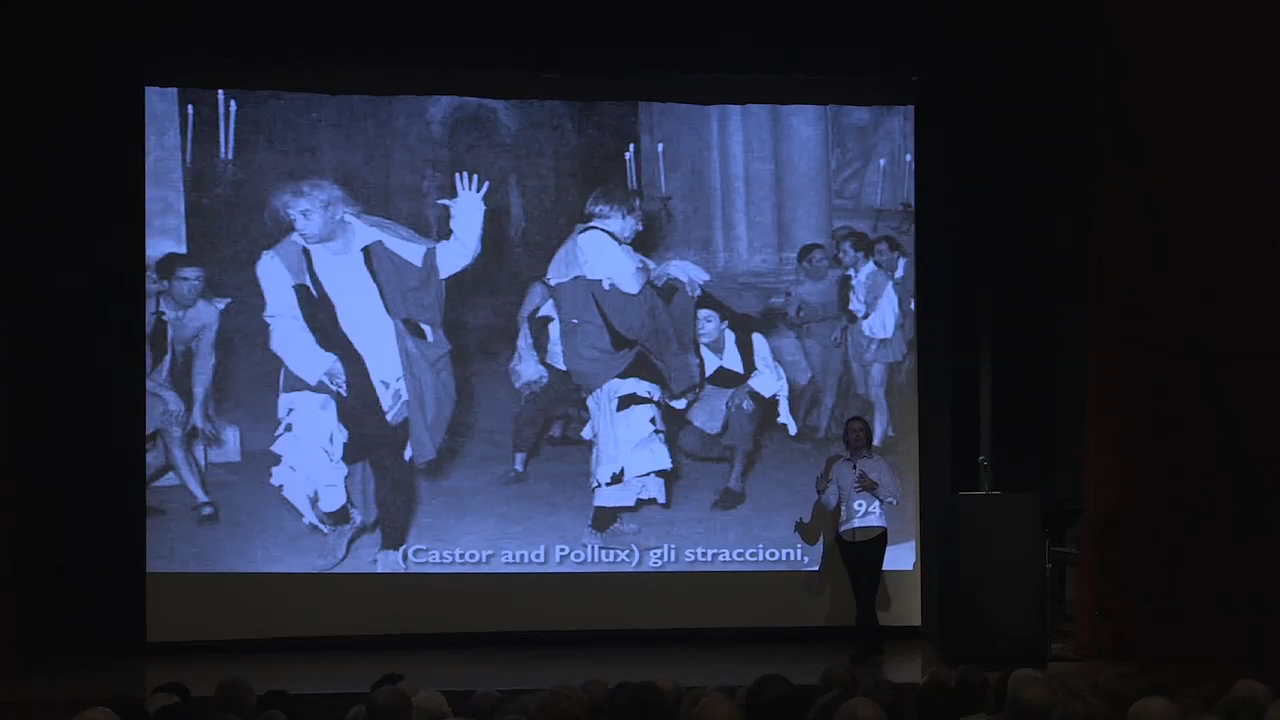 (Castor and Pollux) gli straccioni, 94